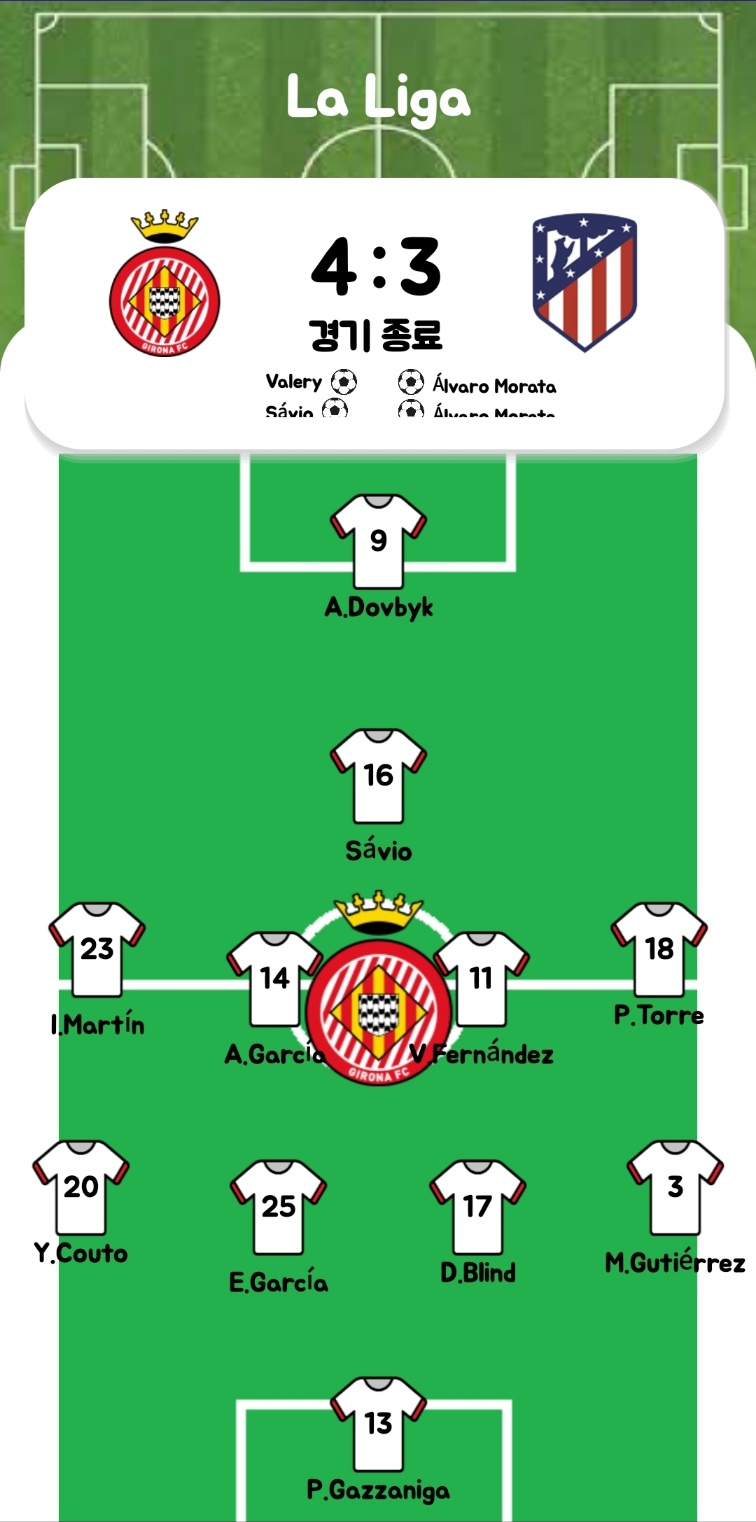 La Liga
4:3
경기 종료
Valery Álvaro Morata
Sávio Álvaro Morata
GIRONA FC
9
A.Dovbyk
16
Sávio
23 14 11 18
I.Martín A.García V.Fernández P.Torre
GIRONA FC
20 25 17 3
Y.Couto E.García D.Blind M.Gutiérrez
13
P.Gazzaniga